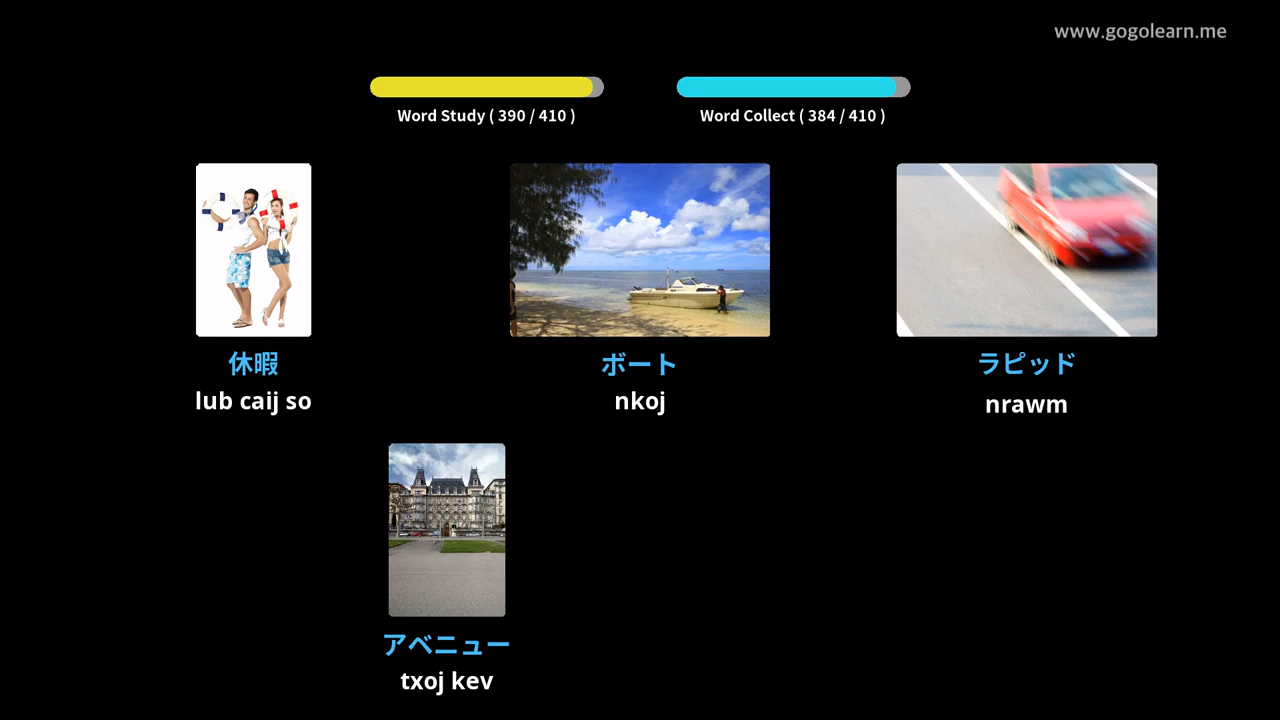 www.gogolearn.me
Word Study ( 390 / 410 )
Word Collect ( 384 / 410 )
休暇
lub caij so
ボート
nkoj
ラピッド
nrawm
アベニュー
txoj kev